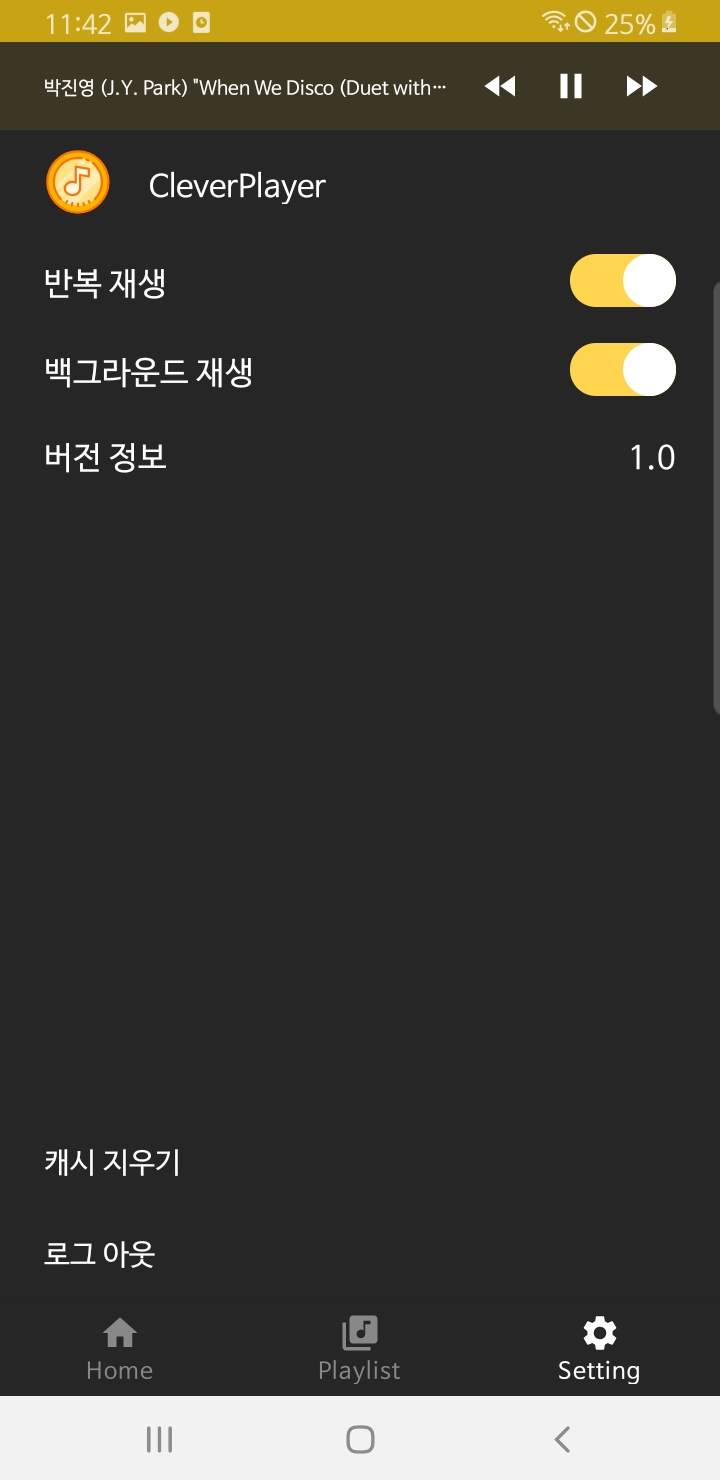 11:42 25%
박진영 (J.Y. Park) "When We Disco (Duet with…
CleverPlayer
반복 재생
백그라운드 재생
버전 정보 1.0
캐시 지우기
로그 아웃
Home Playlist Setting